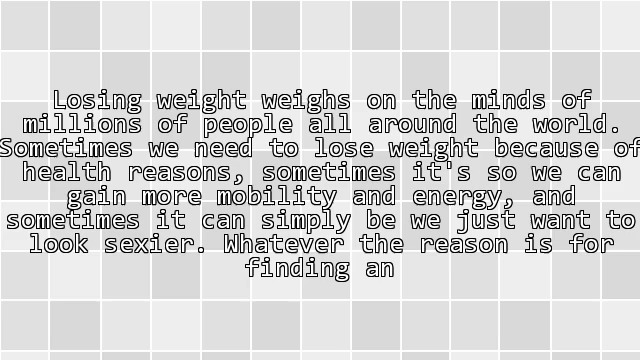 Losing weight weighs on the minds of
millions of people all around the world.
Sometimes we need to lose weight because of
health reasons, sometimes it's so we can
gain more mobility and energy, and
sometimes it can simply be we just want to
look sexier. Whatever the reason is for
finding an